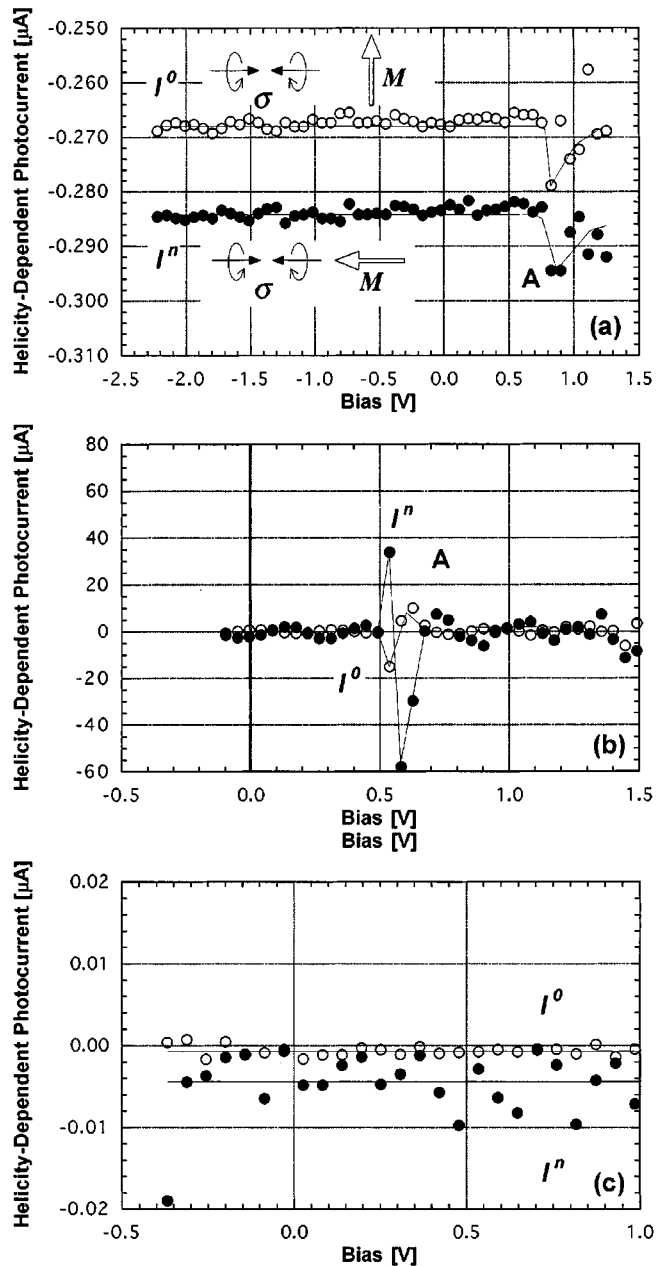 Helicity-Dependent Photocurrent [μA]
-0.250
-0.260
-0.270
-0.280
-0.290
-0.300
-0.310
I⁰
σ
M
Iⁿ
σ
M
A
(a)
-2.5 -2.0 -1.5 -1.0 -0.5 0.0 0.5 1.0 1.5
Bias [V]
Helicity-Dependent Photocurrent [μA]
80
60
40
20
0
-20
-40
-60
Iⁿ
A
I⁰
(b)
-0.5 0.0 0.5 1.0 1.5
Bias [V]
Bias [V]
Helicity-Dependent Photocurrent [μA]
0.02
0.01
0.00
-0.01
-0.02
I⁰
Iⁿ
(c)
-0.5 0.0 0.5 1.0
Bias [V]